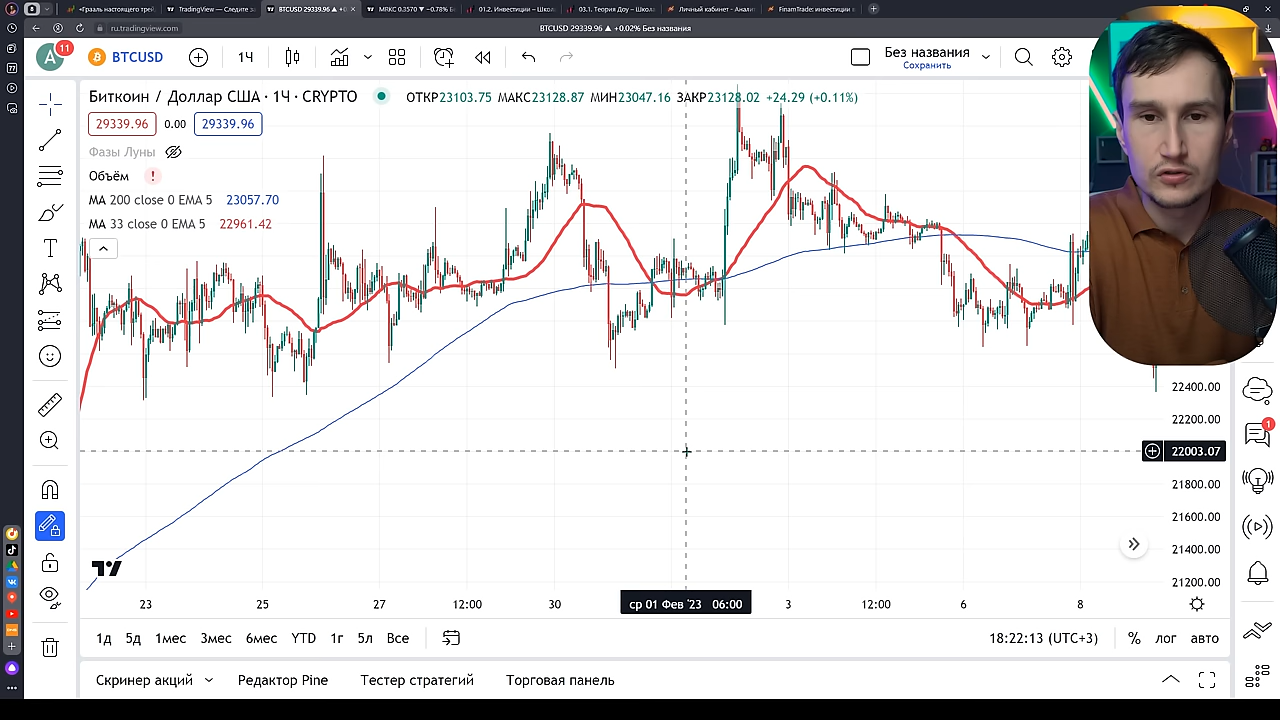 «Грааль настоящего трей
TradingView — Следите з
BTCUSD 29339.96 ▲ +0
МRКС 0.3570 ▼ −0.78% Б
01.2. Инвестиции – Школ
03.1. Теория Доу – Школа
Личный кабинет - Анали
FinamTrade: инвестиции и
ru.tradingview.com
BTCUSD 29339.96 ▲ +0.02% Без названия
A
11
BTCUSD
1Ч
Без названия
Сохранить
Биткоин / Доллар США · 1Ч · CRYPTO
ОТКР23103.75 МАКС23128.87 МИН23047.16 ЗАКР23128.02 +24.29 (+0.11%)
29339.96
0.00
29339.96
Фазы Луны
Объём
!
MA 200 close 0 EMA 5 23057.70
MA 33 close 0 EMA 5 22961.42
22400.00
22200.00
22003.07
21800.00
21600.00
21400.00
21200.00
1
23
25
27
12:00
30
ср 01 Фев '23 06:00
3
12:00
6
8
1д
5д
1мес
3мес
6мес
YTD
1г
5л
Все
18:22:13 (UTC+3)
%
лог
авто
Скринер акций
Редактор Pine
Тестер стратегий
Торговая панель